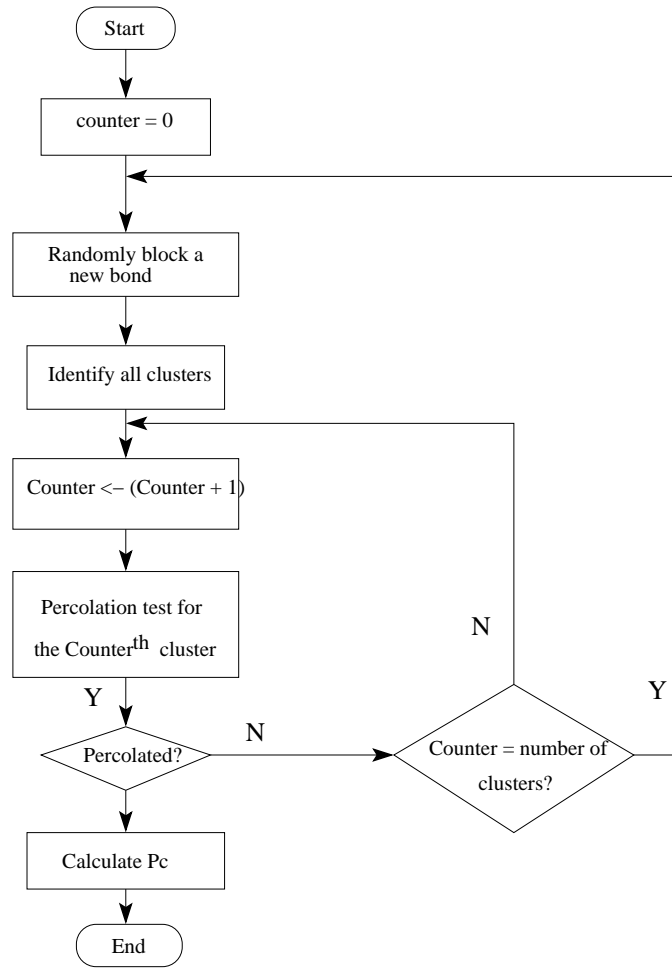 Start
counter = 0
Randomly block a
new bond
Identify all clusters
Counter <− (Counter + 1)
Percolation test for
the Counterth cluster
Y
Percolated?
N
Counter = number of
clusters?
N
Y
Calculate Pc
End